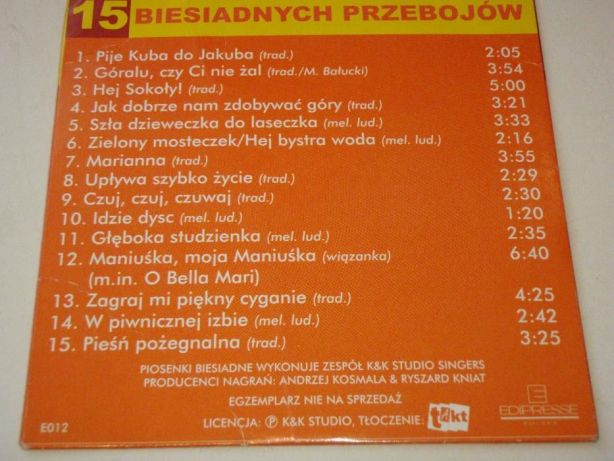 15 BIESIADNYCH PRZEBOJÓW
1. Pije Kuba do Jakuba (trad.) 2:05
2. Góralu, czy Ci nie żal (trad./M. Bałucki) 3:54
3. Hej Sokoły! (trad.) 5:00
4. Jak dobrze nam zdobywać góry (trad.) 3:21
5. Szła dzieweczka do laseczka (mel. lud.) 3:33
6. Zielony mosteczek/Hej bystra woda (mel. lud.) 2:16
7. Marianna (trad.) 3:55
8. Upływa szybko życie (trad.) 2:29
9. Czuj, czuj, czuwaj (trad.) 2:30
10. Idzie dysc (mel. lud.) 1:20
11. Głęboka studzienka (mel. lud.) 2:35
12. Maniuśka, moja Maniuśka (wiązanka) 6:40
(m.in. O Bella Mari)
13. Zagraj mi piękny cyganie (trad.) 4:25
14. W piwnicznej izbie (mel. lud.) 2:42
15. Pieśń pożegnalna (trad.) 3:25
PIOSENKI BIESIADNE WYKONUJE ZESPÓŁ K&K STUDIO SINGERS
PRODUCENCI NAGRAŃ: ANDRZEJ KOSMALA & RYSZARD KNIAT
EGZEMPLARZ NIE NA SPRZEDAŻ
E012
LICENCJA: Ⓟ K&K STUDIO, TŁOCZENIE: takt
EDIPRESSE
POLSKA